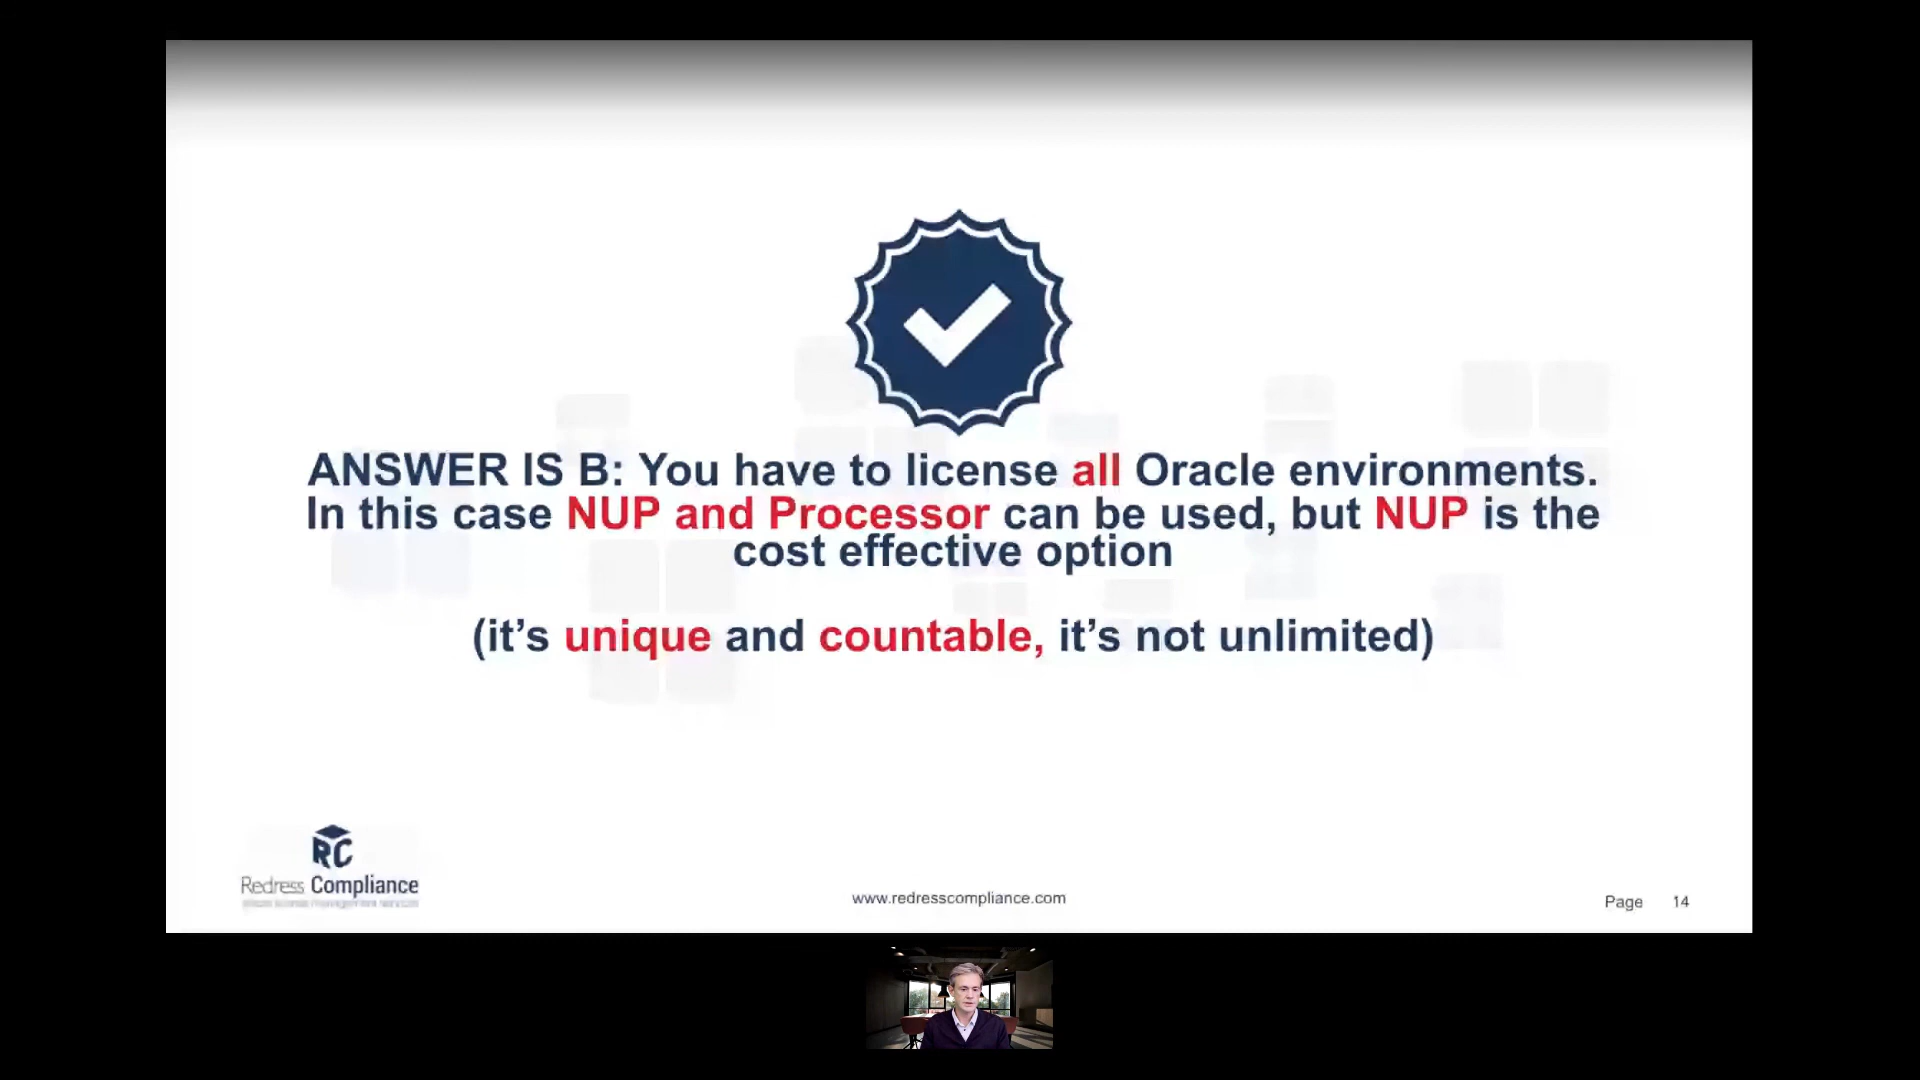 ANSWER IS B: You have to license all Oracle environments.
In this case NUP and Processor can be used, but NUP is the
cost effective option
(it’s unique and countable, it’s not unlimited)
RC
Redress Compliance
www.redresscompliance.com
Page 14